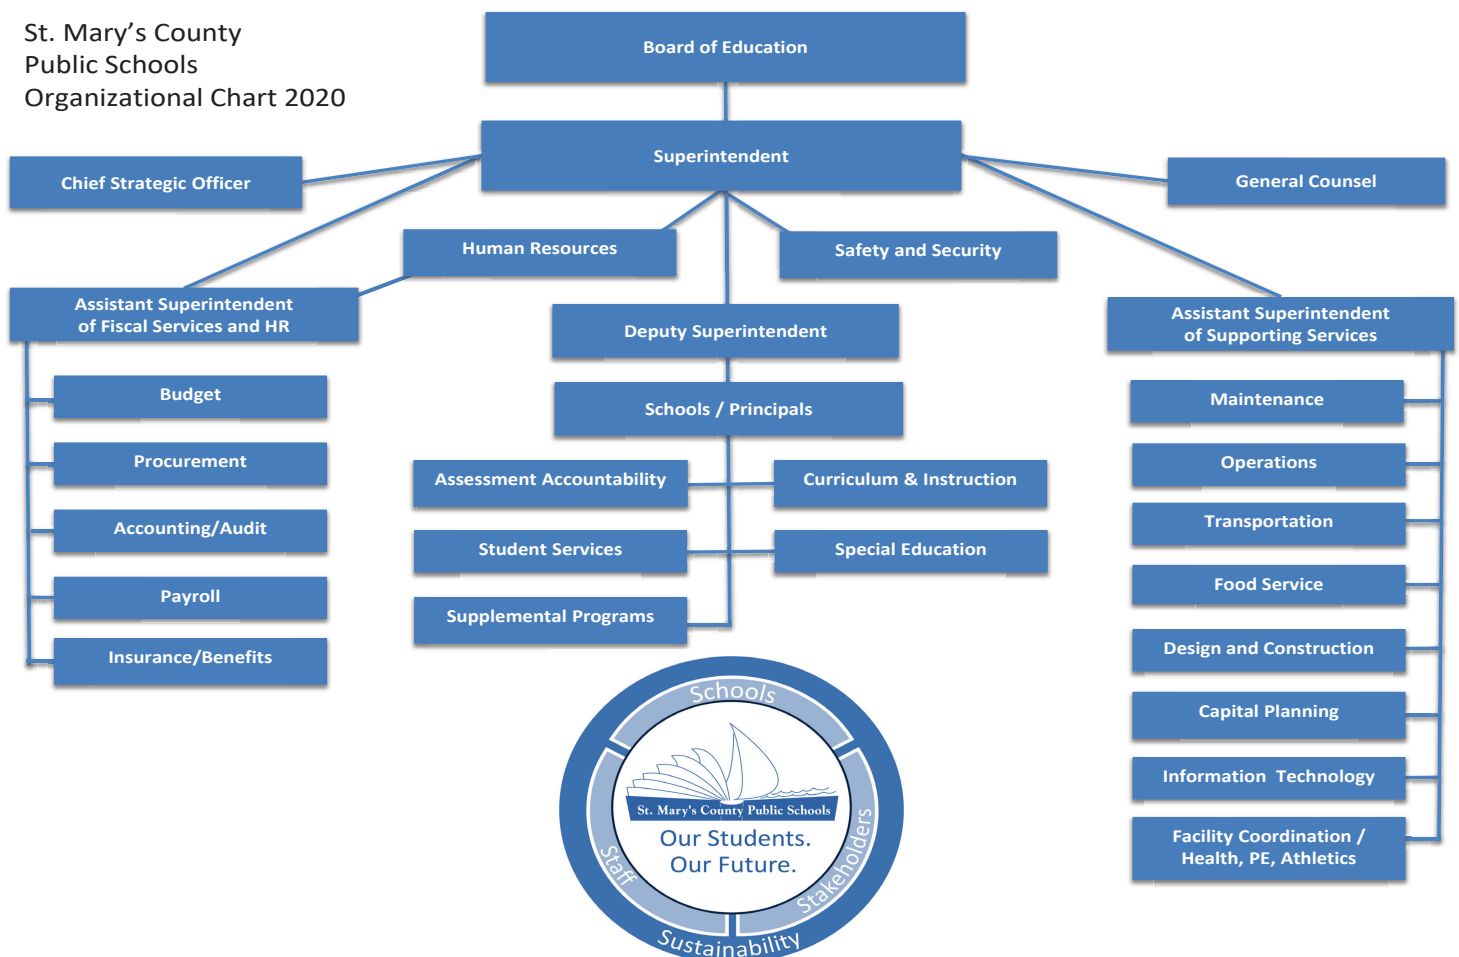 St. Mary’s County
Public Schools
Organizational Chart 2020
Board of Education
Superintendent
Chief Strategic Officer
General Counsel
Human Resources
Safety and Security
Assistant Superintendent
of Fiscal Services and HR
Deputy Superintendent
Assistant Superintendent
of Supporting Services
Budget
Procurement
Accounting/Audit
Payroll
Insurance/Benefits
Schools / Principals
Assessment Accountability
Curriculum & Instruction
Student Services
Special Education
Supplemental Programs
Maintenance
Operations
Transportation
Food Service
Design and Construction
Capital Planning
Information  Technology
Facility Coordination /
Health, PE, Athletics
Schools
St. Mary's County Public Schools
Our Students.
Our Future.
Staff
Stakeholders
Sustainability